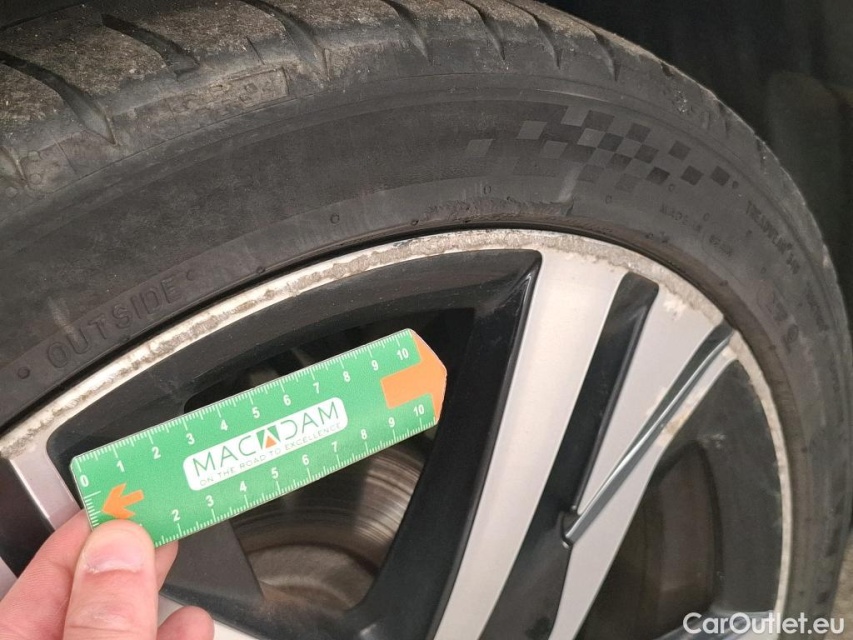 OUTSIDE
0 1 2 3 4 5 6 7 8 9 10
MACADAM
ON THE ROAD TO EXCELLENCE
2 3 4 5 6 7 8 9 10
CarOutlet.eu